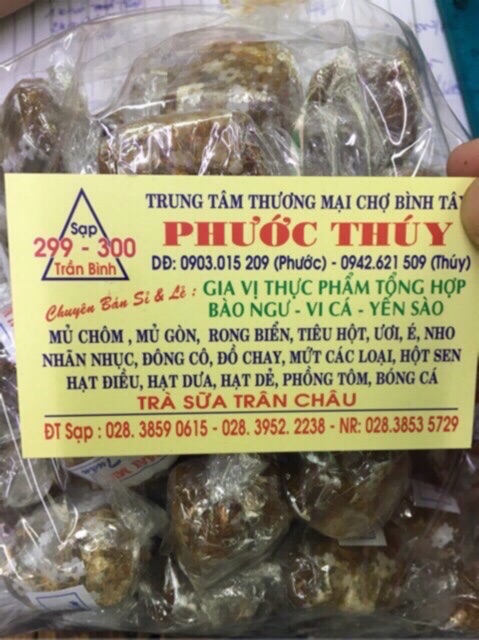 TRUNG TÂM THƯƠNG MẠI CHỢ BÌNH TÂY
Sạp
299 - 300
Trần Bình
PHƯỚC THÚY
DĐ: 0903.015 209 (Phước) - 0942.621 509 (Thúy)
Chuyên Bán Sỉ & Lẻ : GIA VỊ THỰC PHẨM TỔNG HỢP
BÀO NGƯ - VI CÁ - YẾN SÀO
MỦ CHÔM , MỦ GÒN, RONG BIỂN, TIÊU HỘT, ƯƠI, É, NHO
NHÂN NHỤC, ĐÔNG CÔ, ĐỒ CHAY, MỨT CÁC LOẠI, HỘT SEN
HẠT ĐIỀU, HẠT DƯA, HẠT DẺ, PHỒNG TÔM, BÓNG CÁ
TRÀ SỮA TRÂN CHÂU
ĐT Sạp : 028. 3859 0615 - 028. 3952. 2238 - NR: 028.3853 5729